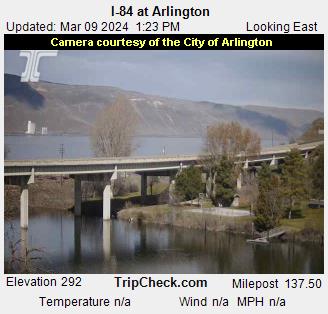 I-84 at Arlington
Updated: Mar 09 2024 1:23 PM Looking East
Camera courtesy of the City of Arlington
Elevation 292 TripCheck.com Milepost 137.50
Temperature n/a Wind n/a MPH n/a